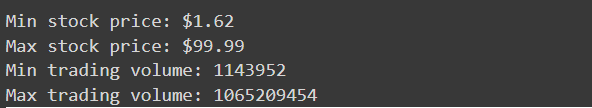 Min stock price: $1.62
Max stock price: $99.99
Min trading volume: 1143952
Max trading volume: 1065209454